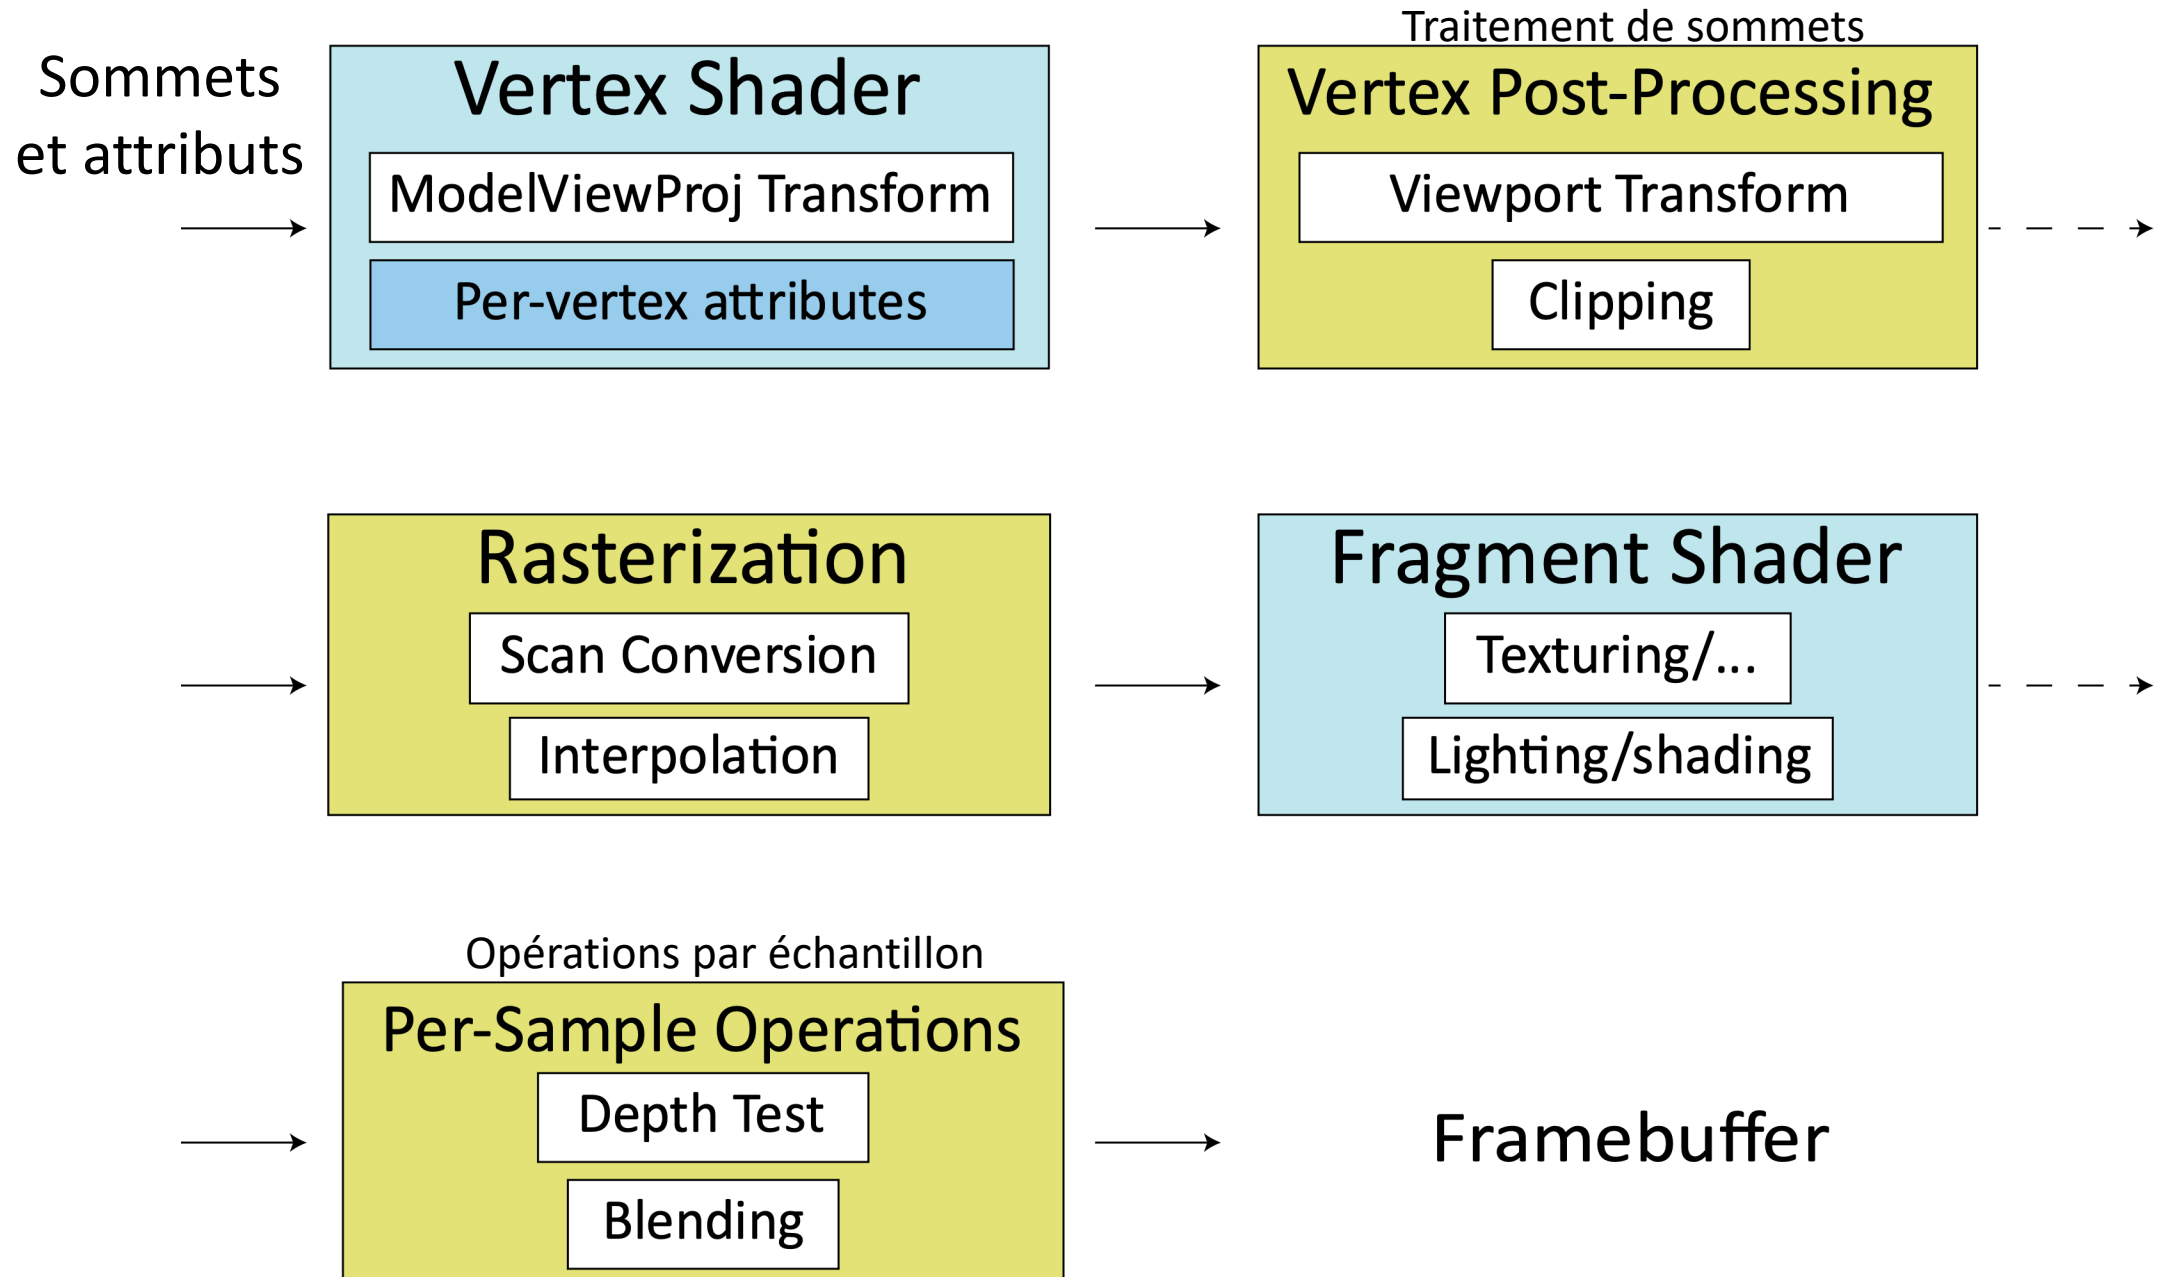 Sommets
et attributs
Vertex Shader
ModelViewProj Transform
Per-vertex attributes
Traitement de sommets
Vertex Post-Processing
Viewport Transform
Clipping
Rasterization
Scan Conversion
Interpolation
Fragment Shader
Texturing/...
Lighting/shading
Opérations par échantillon
Per-Sample Operations
Depth Test
Blending
Framebuffer